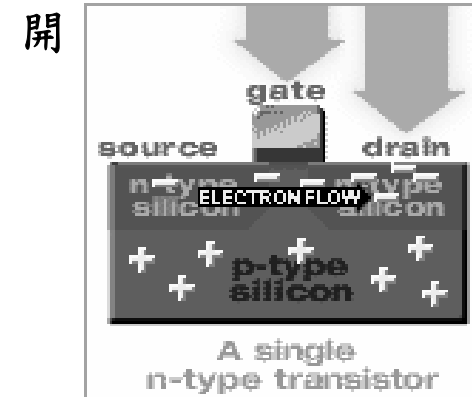 開
gate
source
drain
n-type
silicon
ELECTRON FLOW
n-type
silicon
p-type
silicon
A single
n-type transistor